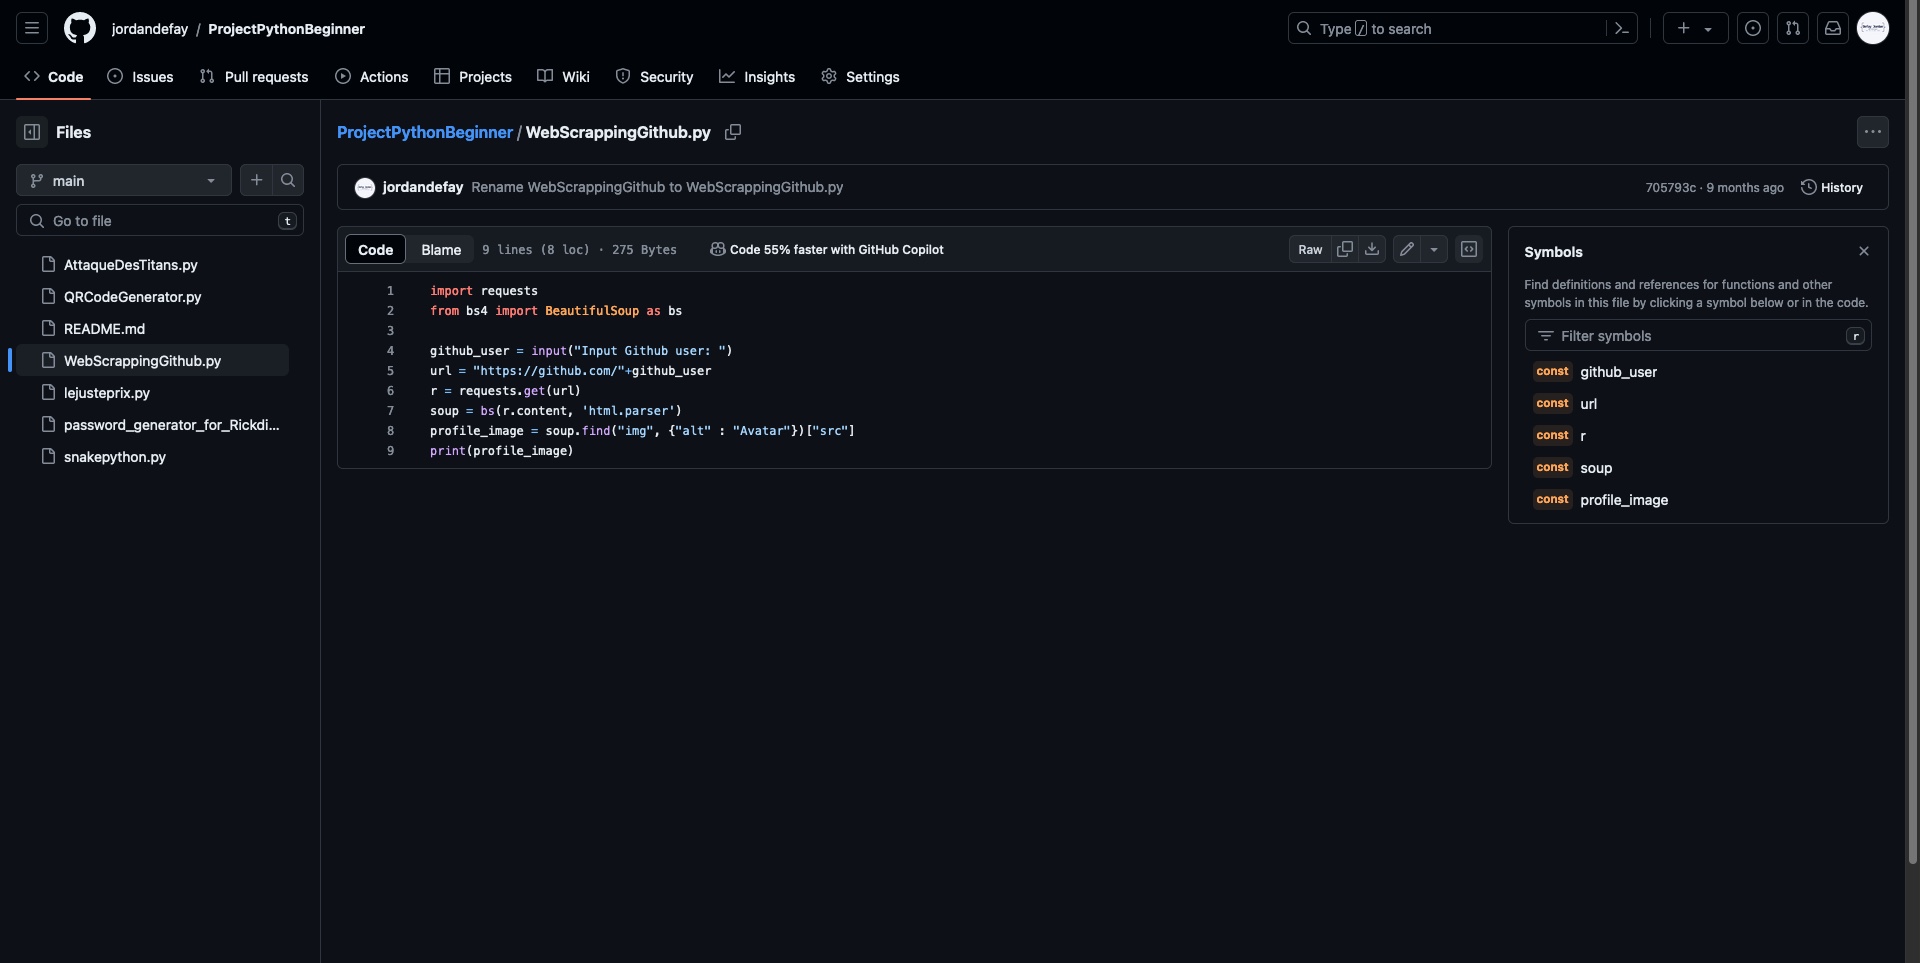 jordandefay / ProjectPythonBeginner
Type / to search
Code Issues Pull requests Actions Projects Wiki Security Insights Settings
Files
main
Go to file t
AttaqueDesTitans.py
QRCodeGenerator.py
README.md
WebScrappingGithub.py
lejusteprix.py
password_generator_for_Rickdi...
snakepython.py
ProjectPythonBeginner / WebScrappingGithub.py
jordandefay Rename WebScrappingGithub to WebScrappingGithub.py
705793c · 9 months ago History
Code Blame 9 lines (8 loc) · 275 Bytes Code 55% faster with GitHub Copilot Raw
1 import requests
2 from bs4 import BeautifulSoup as bs
3
4 github_user = input("Input Github user: ")
5 url = "https://github.com/"+github_user
6 r = requests.get(url)
7 soup = bs(r.content, 'html.parser')
8 profile_image = soup.find("img", {"alt" : "Avatar"})["src"]
9 print(profile_image)
Symbols
Find definitions and references for functions and other
symbols in this file by clicking a symbol below or in the code.
Filter symbols r
const github_user
const url
const r
const soup
const profile_image